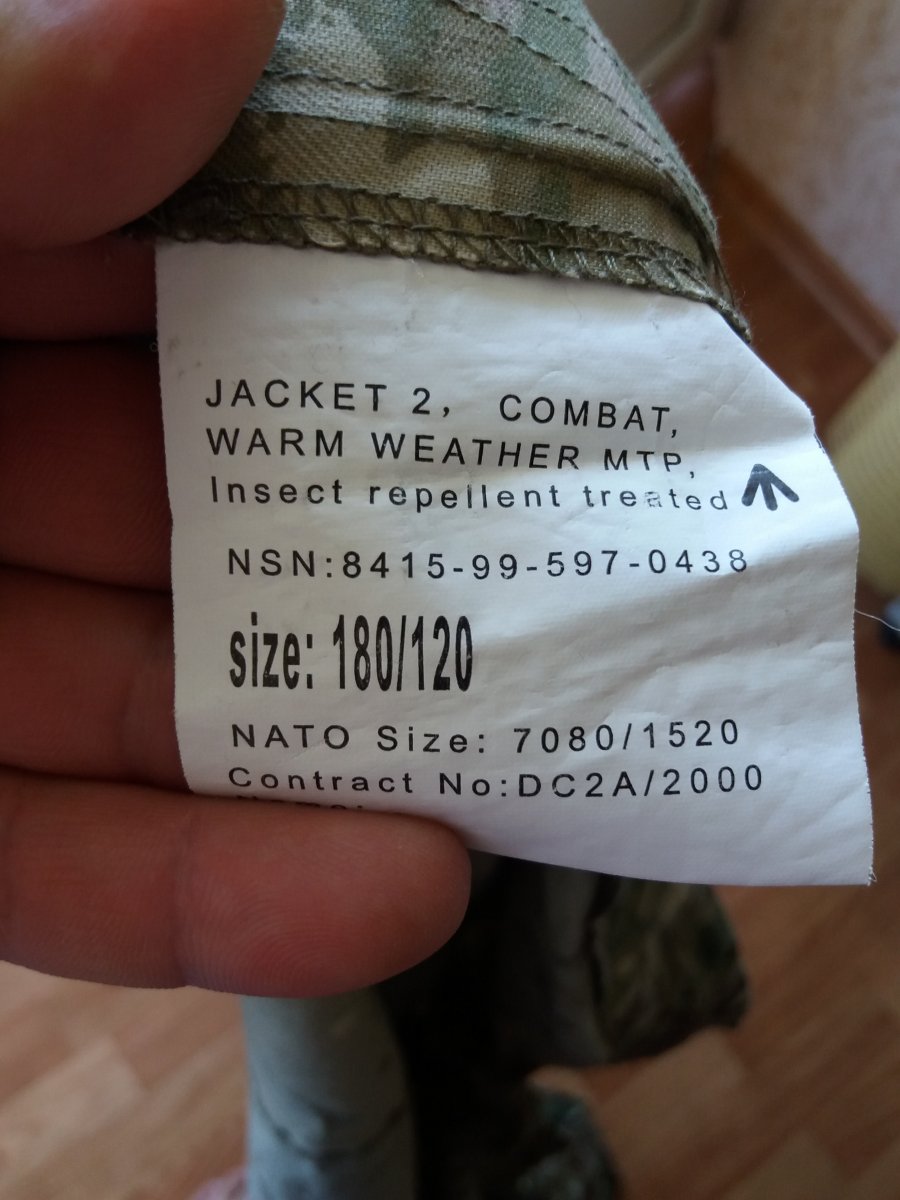 JACKET 2, COMBAT,
WARM WEATHER MTP,
Insect repellent treated
NSN:8415-99-597-0438
size: 180/120
NATO Size: 7080/1520
Contract No:DC2A/2000